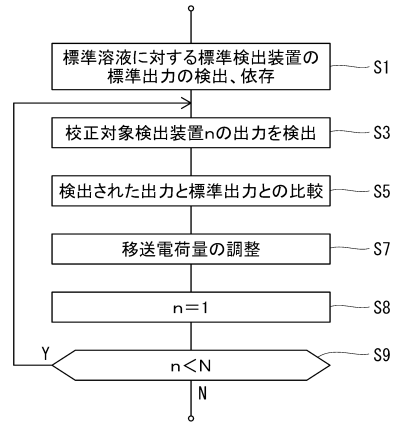 標準溶液に対する標準検出装置の
標準出力の検出、依存
S1
校正対象検出装置nの出力を検出
S3
検出された出力と標準出力との比較
S5
移送電荷量の調整
S7
n＝1
S8
Y
n＜N
S9
N